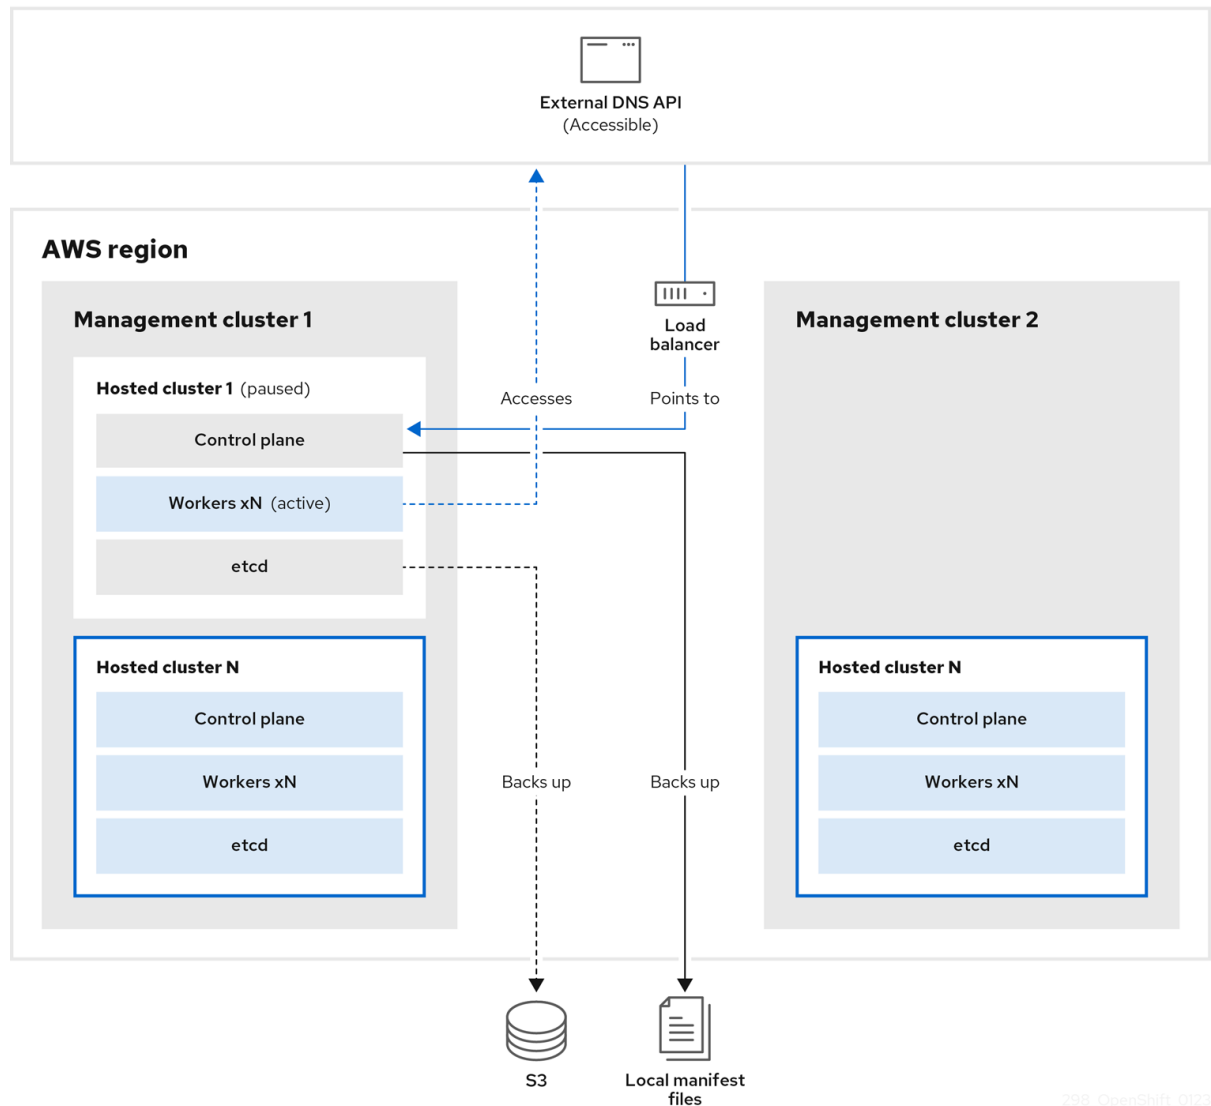 External DNS API
(Accessible)
AWS region
Management cluster 1
Hosted cluster 1 (paused)
Control plane
Workers xN (active)
etcd
Hosted cluster N
Control plane
Workers xN
etcd
Accesses
Load
balancer
Points to
Backs up
Backs up
Management cluster 2
Hosted cluster N
Control plane
Workers xN
etcd
S3
Local manifest
files
298_OpenShift_0123